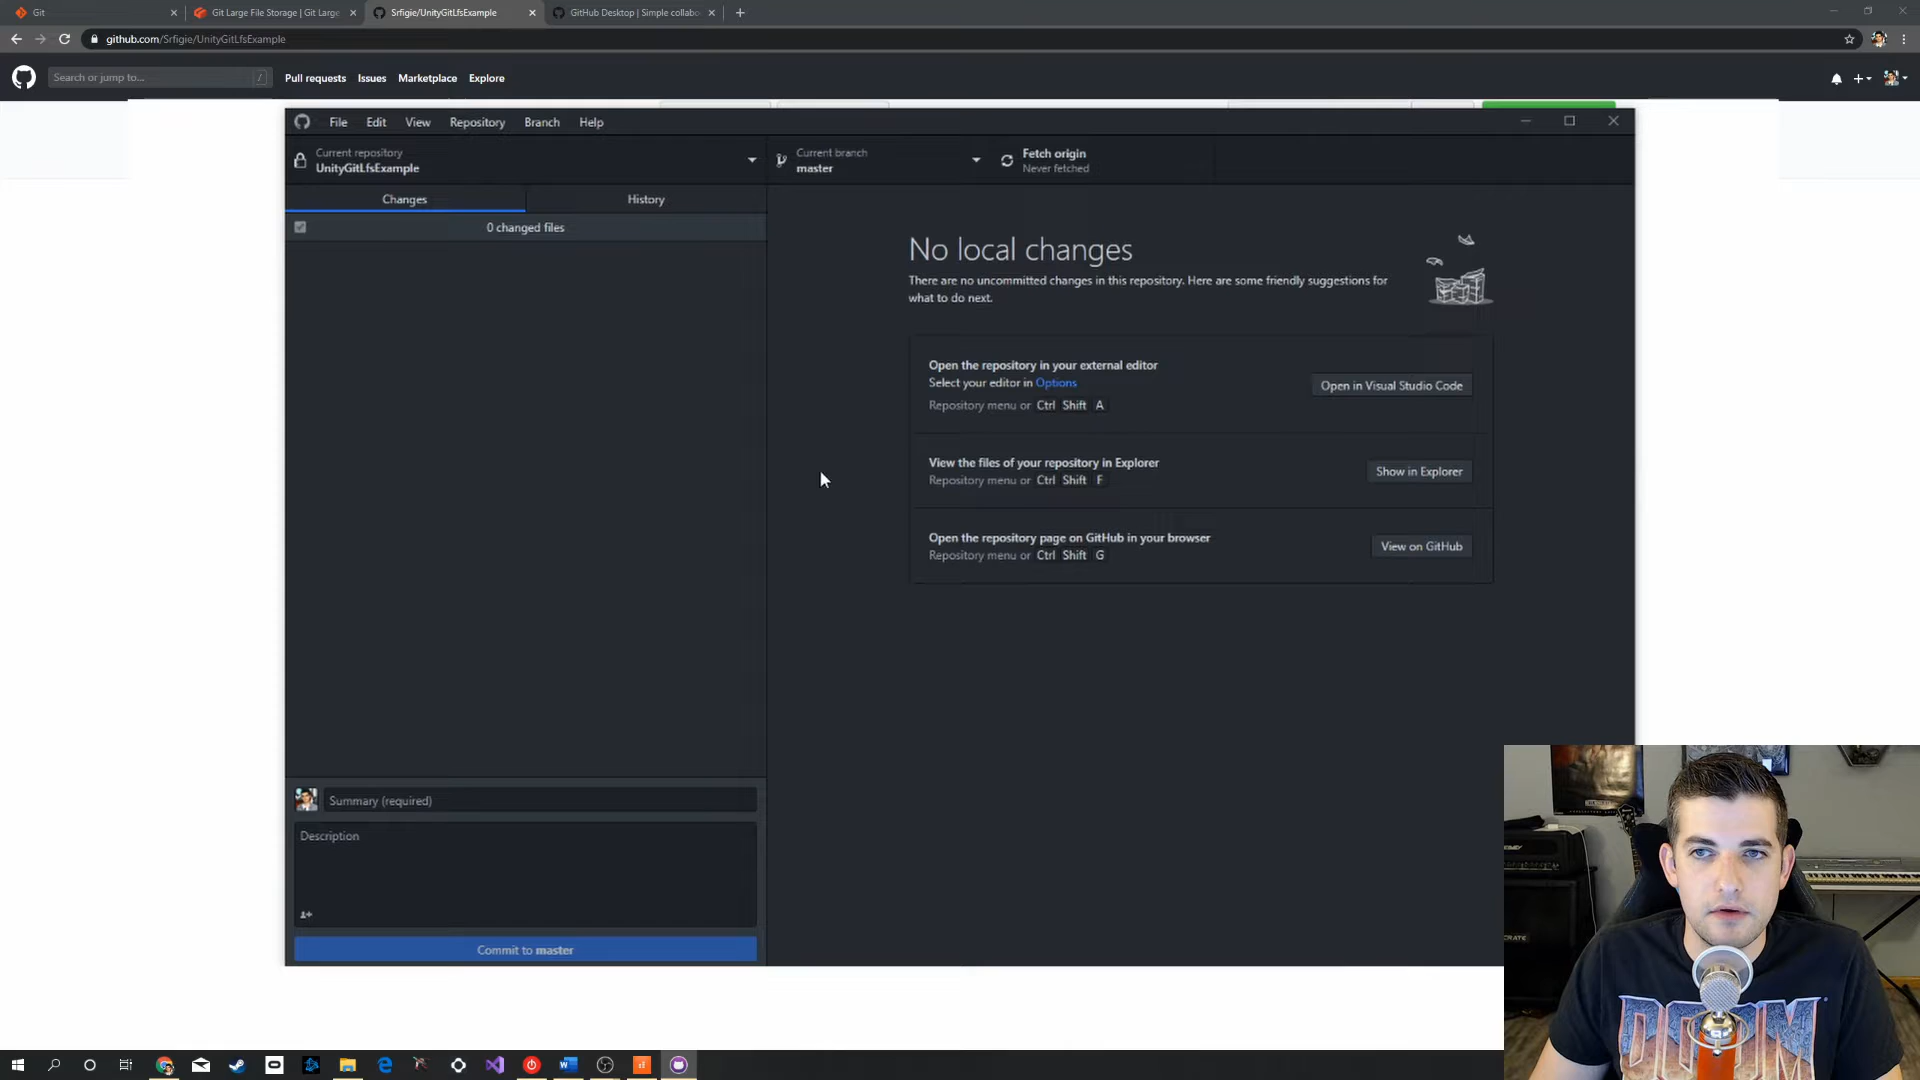 Git
Git Large File Storage | Git Large
Srfigie/UnityGitLfsExample
GitHub Desktop | Simple collabo
github.com/Srfigie/UnityGitLfsExample
Search or jump to...
/
Pull requests
Issues
Marketplace
Explore
File
Edit
View
Repository
Branch
Help
Current repository
UnityGitLfsExample
Current branch
master
Fetch origin
Never fetched
Changes
History
0 changed files
No local changes
There are no uncommitted changes in this repository. Here are some friendly suggestions for
what to do next.
Open the repository in your external editor
Select your editor in Options
Repository menu or Ctrl Shift A
Open in Visual Studio Code
View the files of your repository in Explorer
Repository menu or Ctrl Shift F
Show in Explorer
Open the repository page on GitHub in your browser
Repository menu or Ctrl Shift G
View on GitHub
Summary (required)
Description
Commit to master
CRATE
DOOM